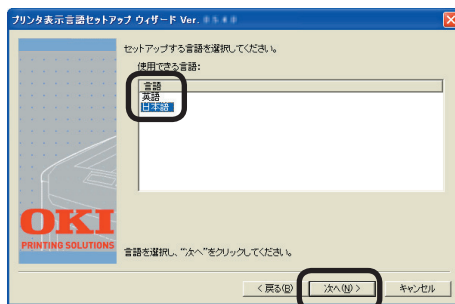 プリンタ表示言語セットアップ ウィザード Ver.
セットアップする言語を選択してください。
使用できる言語:
言語
英語
日本語
OKI
PRINTING SOLUTIONS
言語を選択し、"次へ"をクリックしてください。
< 戻る(B)
次へ(N) >
キャンセル